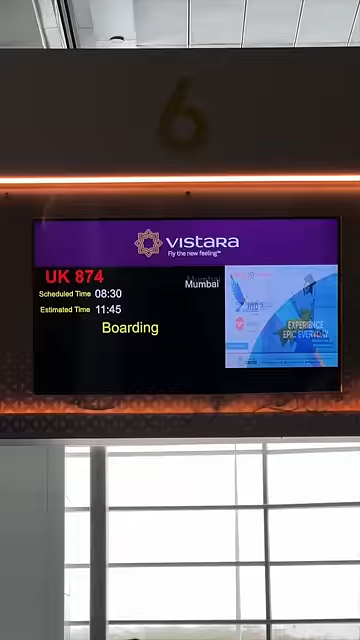 6
VISTARA
Fly the new feeling™
UK 874
Mumbai
Scheduled Time 08:30
Estimated Time 11:45
Boarding
EXPERIENCE
EPIC EVERYDAY